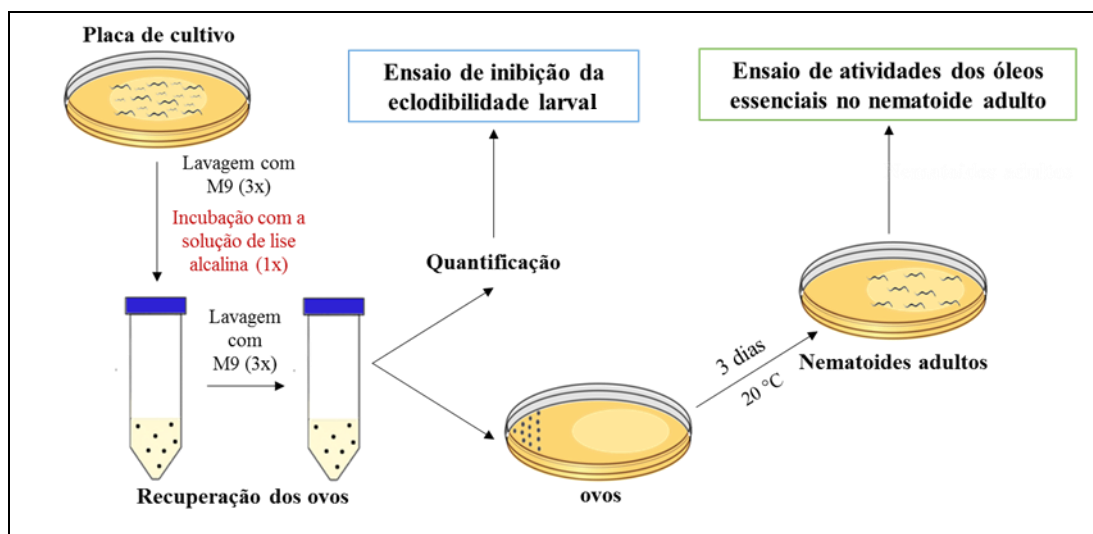 Placa de cultivo
Lavagem com
M9 (3x)
Incubação com a
solução de lise
alcalina (1x)
Lavagem
com
M9 (3x)
Recuperação dos ovos
Ensaio de inibição da
eclodibilidade larval
Quantificação
ovos
3 dias
20 °C
Nematoides adultos
Ensaio de atividades dos óleos
essenciais no nematoide adulto